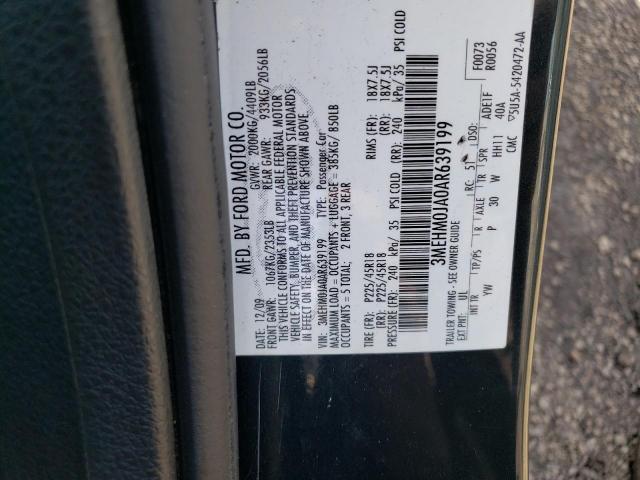 MFD. BY FORD MOTOR CO.
12/09 GVWR: 2000KG/4409LB
FRONT GAWR: 1067KG/2353LB REAR GAWR: 933KG/2056LB
THIS VEHICLE CONFORMS TO ALL APPLICABLE FEDERAL MOTOR
VEHICLE SAFETY, BUMPER, AND THEFT PREVENTION STANDARDS
IN EFFECT ON THE DATE OF MANUFACTURE SHOWN ABOVE.
VIN: 3MEHM0JA0AR639199 TYPE: Passenger Car
MAXIMUM LOAD = OCCUPANTS + LUGGAGE = 385KG/ 850LB
OCCUPANTS = 5 TOTAL; 2 FRONT, 3 REAR
TIRE (FR): P225/45R18 RIMS (FR): 18X7.5J
(RR): P225/45R18 (RR): 18X7.5J
PRESSURE (FR): 240 kPa/ 35 PSI COLD (RR): 240 kPa/ 35 PSI COLD
3MEHM0JA0AR639199
F0073
R0056
TRAILER TOWING - SEE OWNER GUIDE
EXT PNT: UL RC: 51 DSO:
INT TR TP/PS R AXLE TR SPR ADE1F
YW P 30 W HH11 40A
CMC 5U5A-5420472-AA